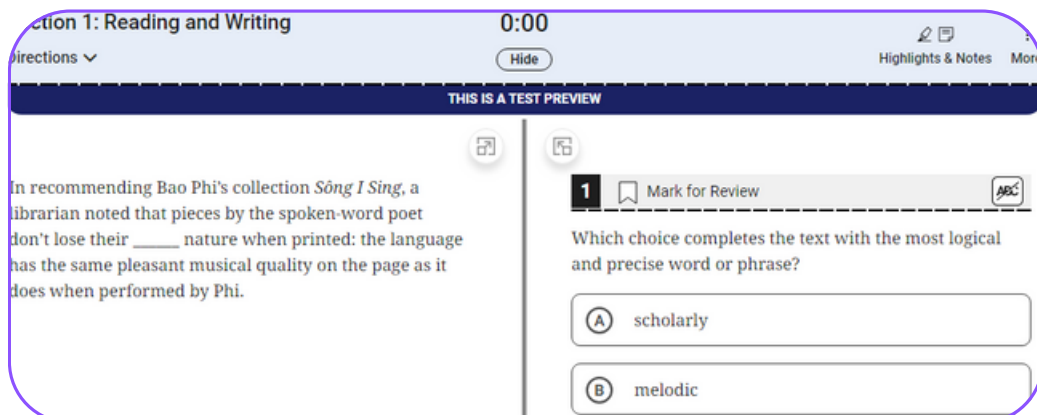 ction 1: Reading and Writing
0:00
Directions
Hide
Highlights & Notes
More
THIS IS A TEST PREVIEW
In recommending Bao Phi's collection Sông I Sing, a
librarian noted that pieces by the spoken-word poet
don't lose their ______ nature when printed: the language
has the same pleasant musical quality on the page as it
does when performed by Phi.
1
Mark for Review
ABC
Which choice completes the text with the most logical
and precise word or phrase?
A scholarly
B melodic